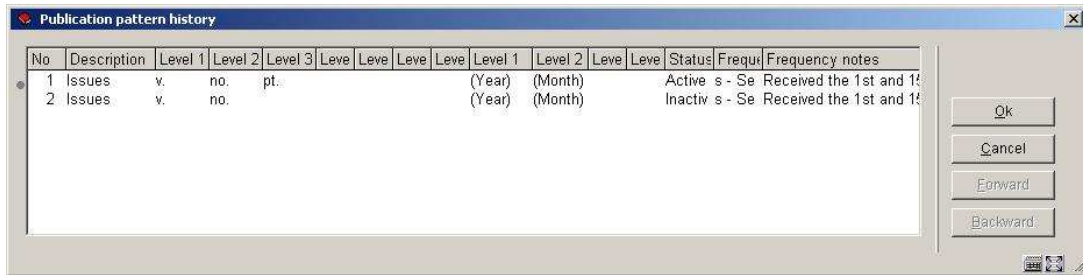 Publication pattern history
No. Description Level 1 Level 2 Level 3 Leve Leve Leve Leve Level 1 Level 2 Leve Leve Status Freque Frequency notes
1 Issues v. no. pt. (Year) (Month) Active s - Se Received the 1st and 15
2 Issues v. no. (Year) (Month) Inactiv s - Se Received the 1st and 15
Ok
Cancel
Forward
Backward